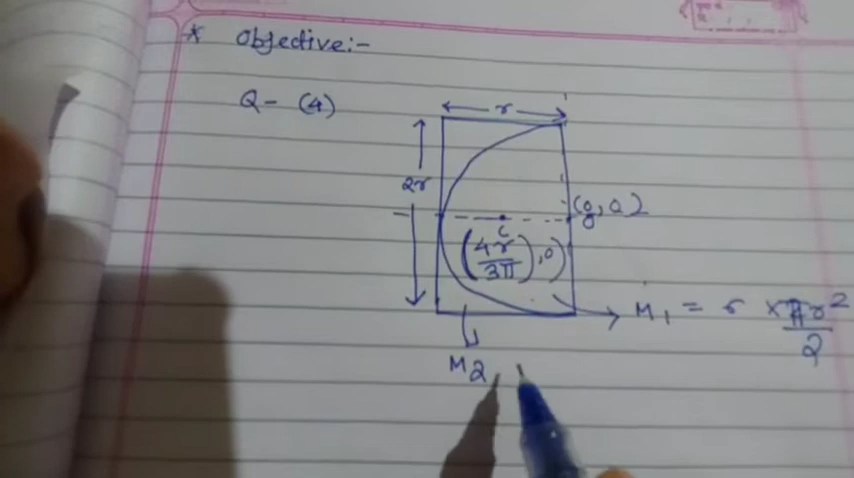 * Objective:-
Q- (4)
r
2r
(0,0)
C
(4r/3π),0)
M1 = σ × πr²/2
M2